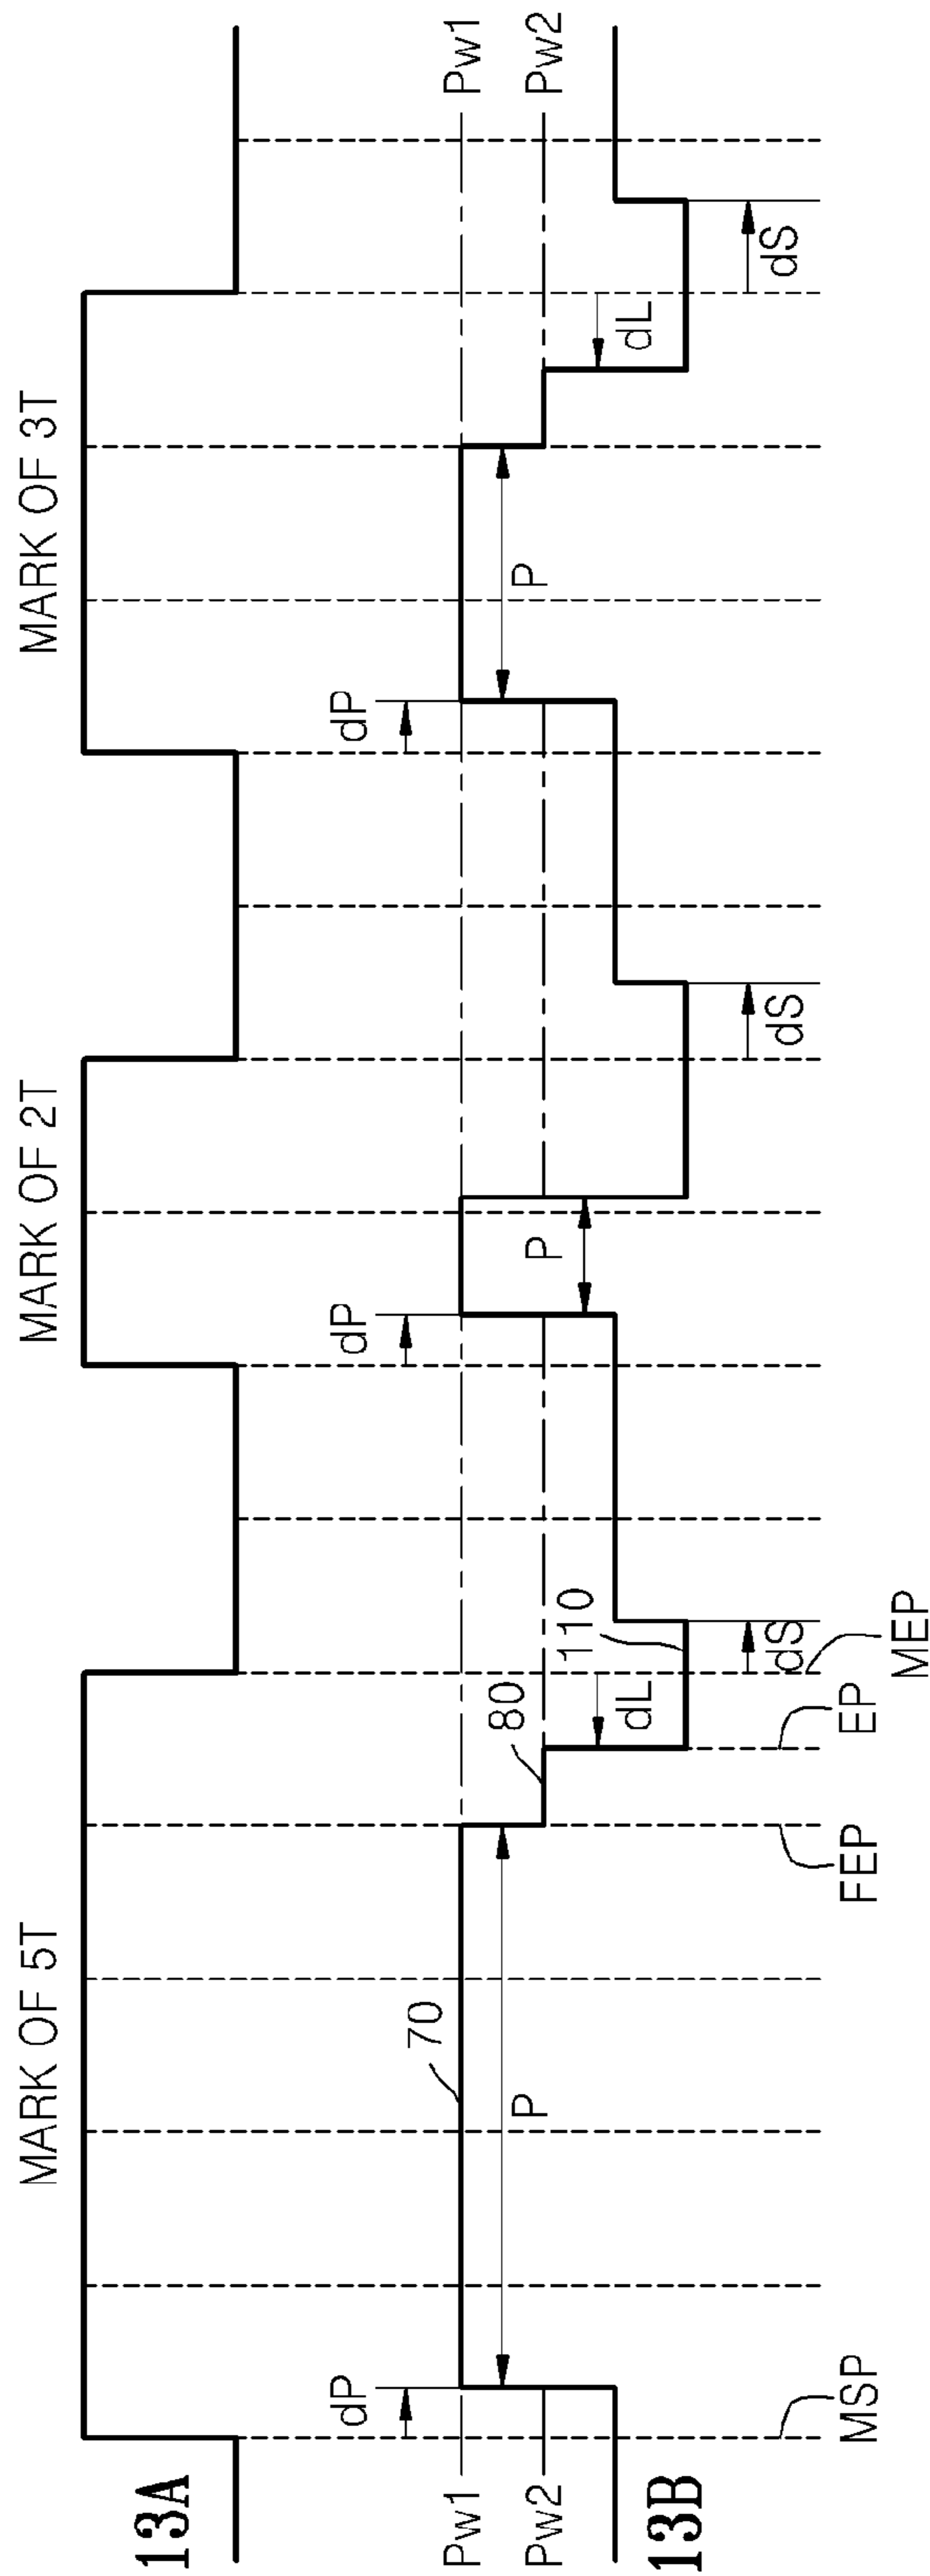 MARK OF 5T
MARK OF 2T
MARK OF 3T
13A
dP
dP
dP
Pw1
Pw1
70
P
80
P
P
Pw2
Pw2
110
dL
dL
13B
dS
dS
dS
MSP
FEP
EP
MEP